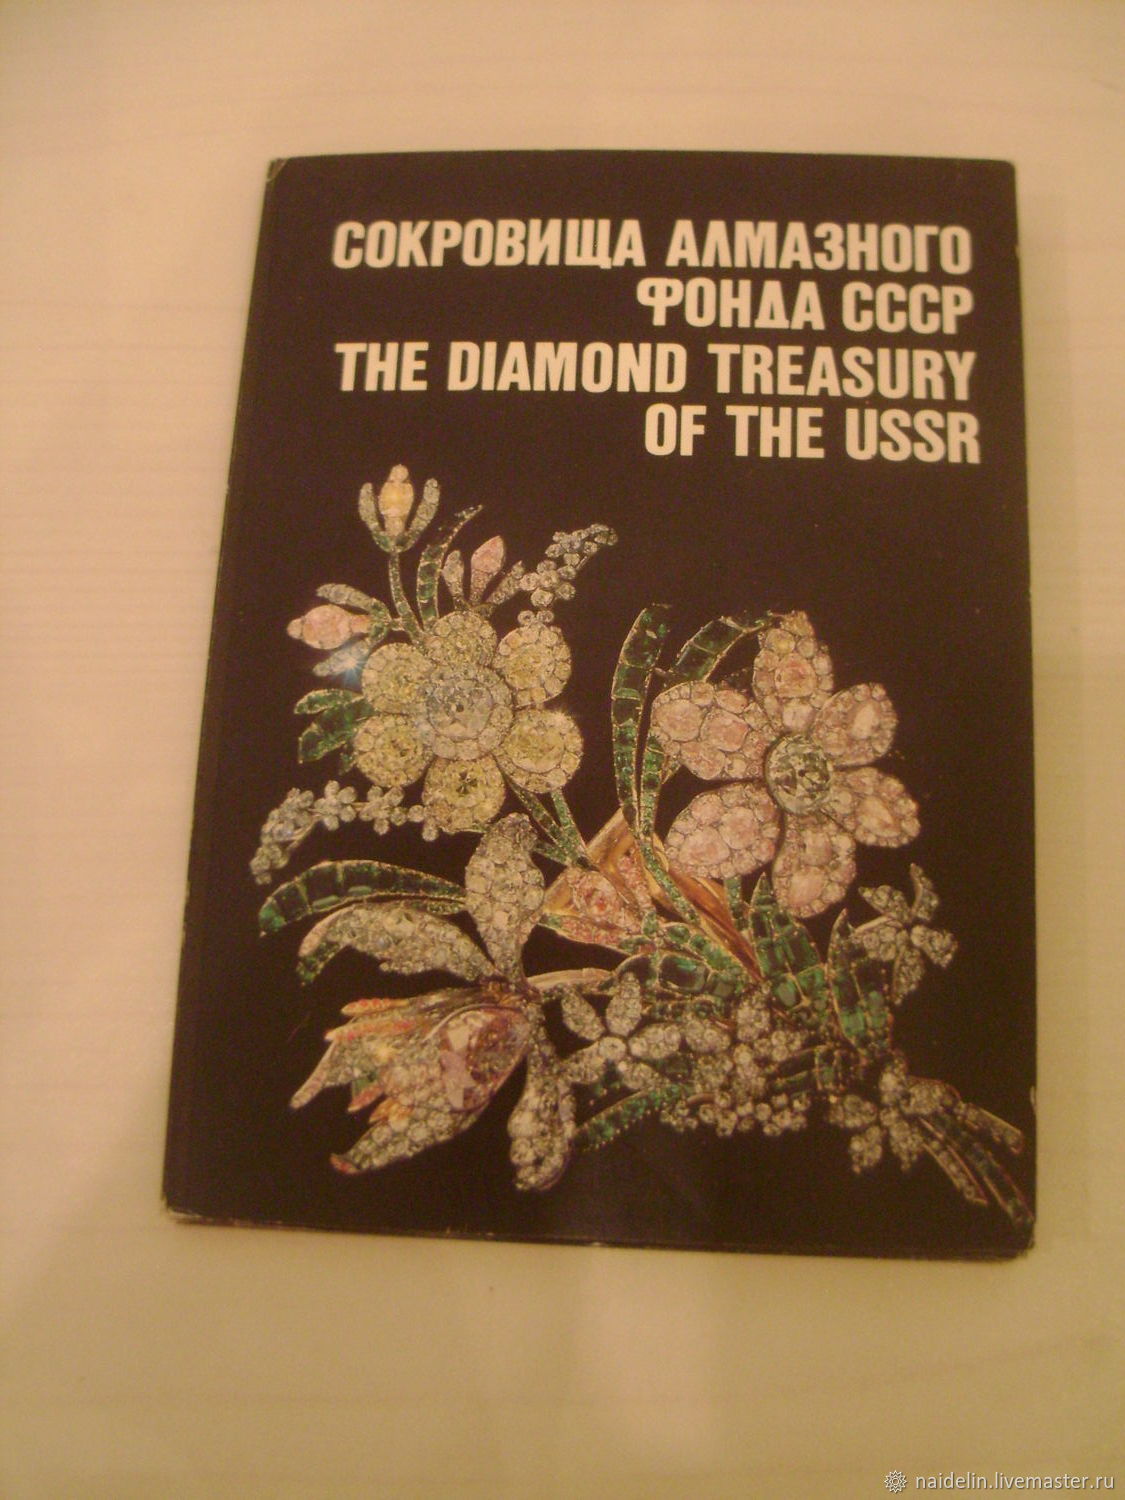 СОКРОВИЩА АЛМАЗНОГО
ФОНДА СССР
THE DIAMOND TREASURY
OF THE USSR
naidelin.livemaster.ru